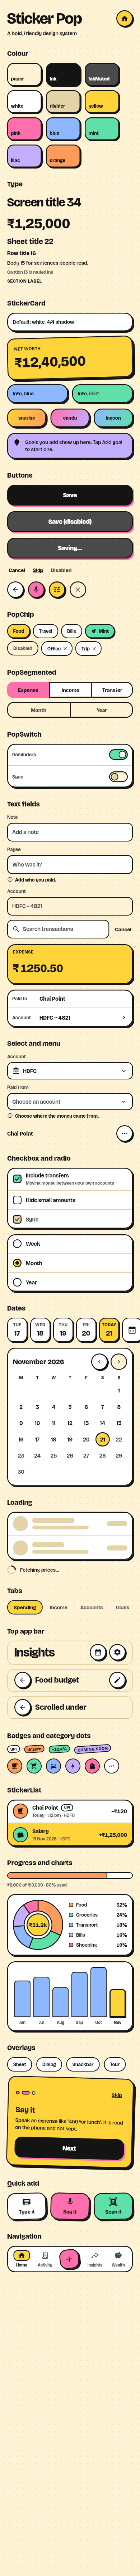 Sticker Pop
A bold, friendly design system
Colour
paper
ink
inkMuted
white
divider
yellow
pink
blue
mint
lilac
orange
Type
Screen title 34
₹1,25,000
Sheet title 22
Row title 16
Body 15 for sentences people read.
Caption 13 in muted ink
SECTION LABEL
StickerCard
Default: white, 4/4 shadow
NET WORTH
₹12,40,500
Info, blue
Info, mint
sunrise
candy
lagoon
Goals you add show up here. Tap Add goal
to start one.
Buttons
Save
Save (disabled)
Saving...
Cancel
Skip
Disabled
PopChip
Food
Travel
Bills
Mint
Disabled
Office
Trip
PopSegmented
Expense
Income
Transfer
Month
Year
PopSwitch
Reminders
Sync
Text fields
Note
Add a note
Payee
Who was it?
Add who you paid.
Account
HDFC - 4821
Search transactions
Cancel
EXPENSE
₹ 1250.50
Paid to
Chai Point
Account
HDFC - 4821
Select and menu
Account
HDFC
Paid from
Choose an account
Choose where the money came from.
Chai Point
Checkbox and radio
Include transfers
Moving money between your own accounts
Hide small amounts
Sync
Week
Month
Year
Dates
TUE
WED
THU
FRI
TODAY
17
18
19
20
21
November 2026
M T W T F S S
1
2 3 4 5 6 7 8
9 10 11 12 13 14 15
16 17 18 19 20 21 22
23 24 25 26 27 28 29
30
Loading
Fetching prices...
Tabs
Spending
Income
Accounts
Goals
Top app bar
Insights
Food budget
Scrolled under
Badges and category dots
UPI
+12.4%
COMING SOON
StickerList
Chai Point
UPI
Today · 1:12 pm · HDFC
−₹120
Salary
15 Nov 2026 · HDFC
+₹1,25,000
Progress and charts
₹51.2k
Food
32%
Groceries
24%
Transport
18%
Bills
16%
Shopping
10%
Jun
Jul
Aug
Sep
Oct
Nov
Overlays
Sheet
Dialog
Snackbar
Tour
Skip
Say it
Speak an expense like "450 for lunch". It is read
on the phone and not kept.
Next
Quick add
Type it
Say it
Scan it
Navigation
Home
Activity
Insights
Wealth